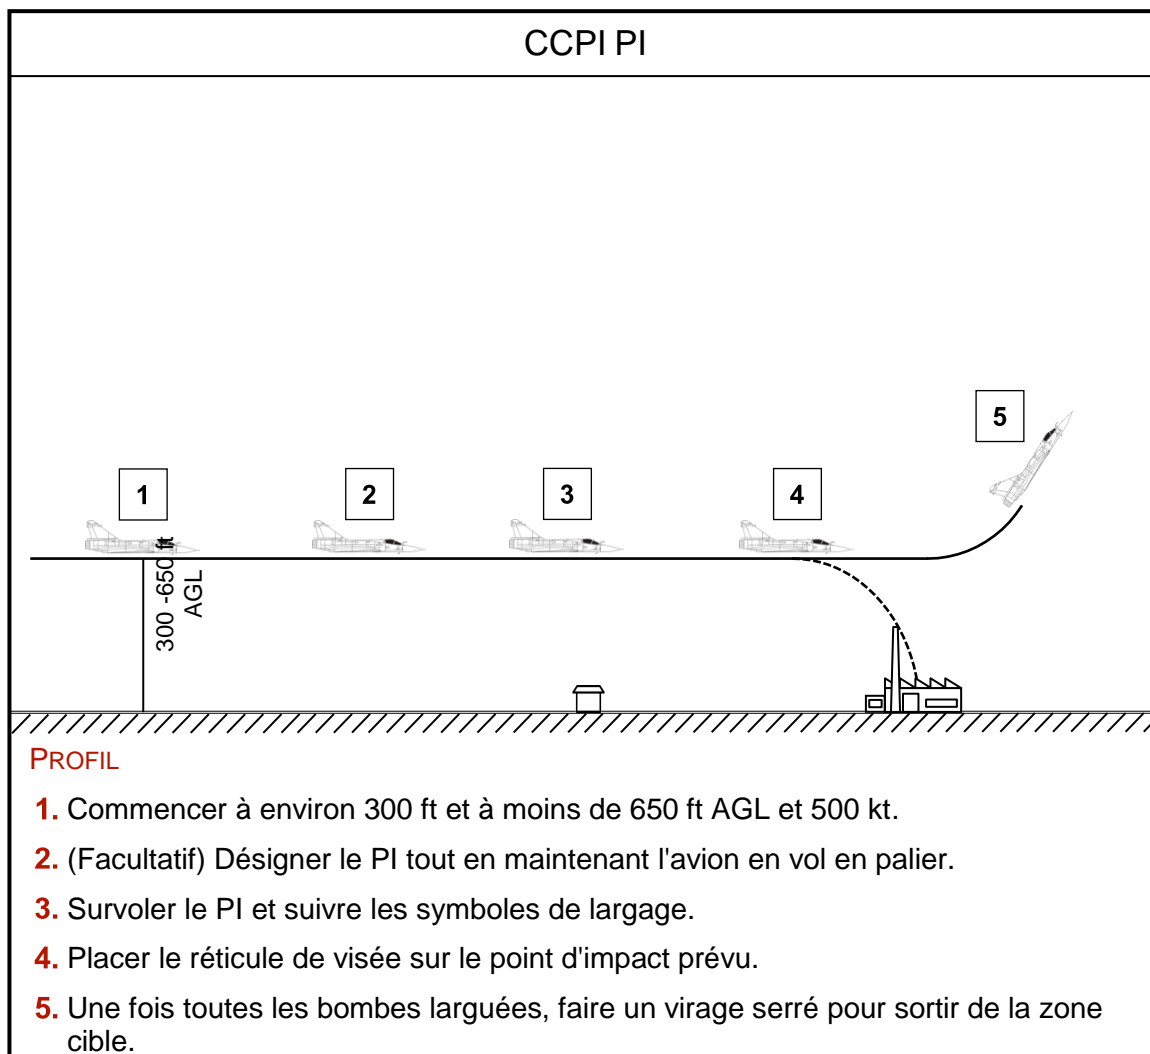 CCPI PI
5
1
2
3
4
300 -650 ft
AGL
PROFIL
1. Commencer à environ 300 ft et à moins de 650 ft AGL et 500 kt.
2. (Facultatif) Désigner le PI tout en maintenant l'avion en vol en palier.
3. Survoler le PI et suivre les symboles de largage.
4. Placer le réticule de visée sur le point d'impact prévu.
5. Une fois toutes les bombes larguées, faire un virage serré pour sortir de la zone
cible.